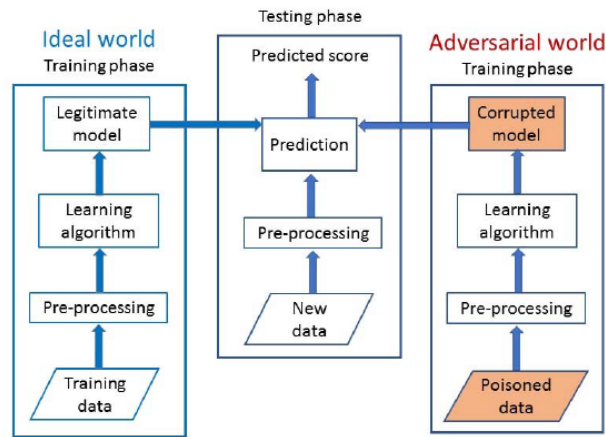 Ideal world
Training phase
Legitimate
model
Learning
algorithm
Pre-processing
Training
data
Testing phase
Predicted score
Prediction
Pre-processing
New
data
Adversarial world
Training phase
Corrupted
model
Learning
algorithm
Pre-processing
Poisoned
data